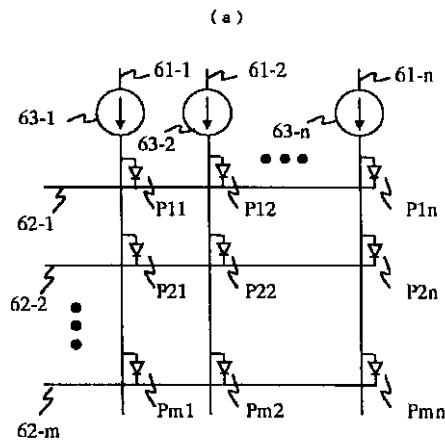 (a)
61-1 61-2 61-n
63-1 63-2 63-n
P11 P12 P1n
62-1
P21 P22 P2n
62-2
Pm1 Pm2 Pmn
62-m